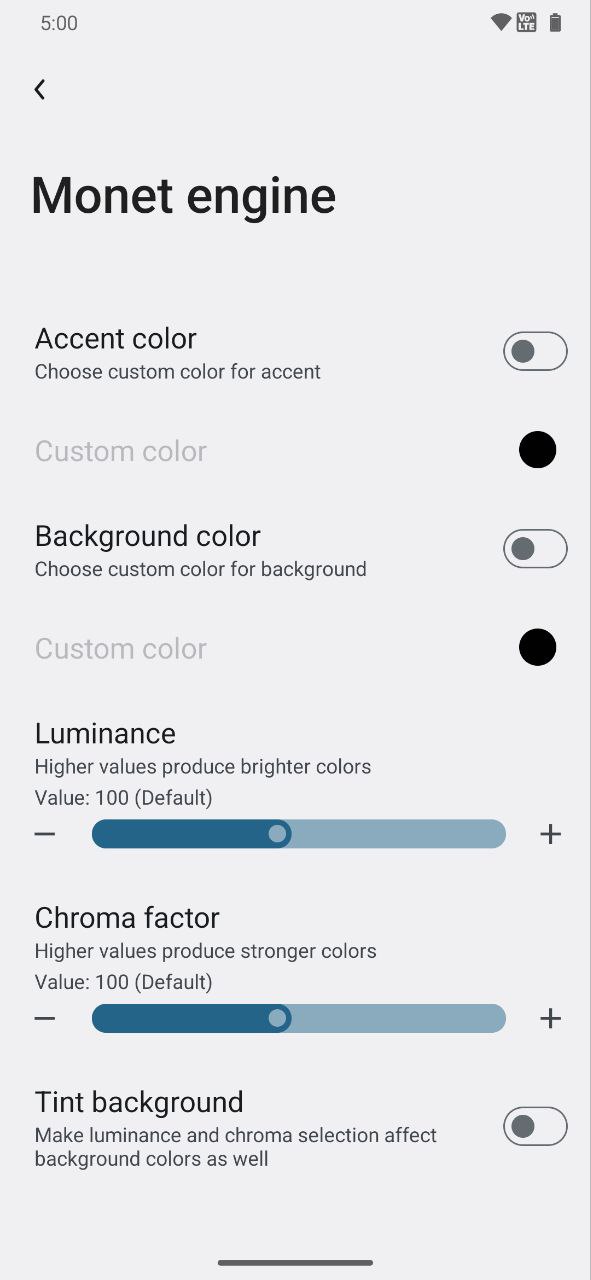 5:00
Vo))
LTE
Monet engine
Accent color
Choose custom color for accent
Custom color
Background color
Choose custom color for background
Custom color
Luminance
Higher values produce brighter colors
Value: 100 (Default)
Chroma factor
Higher values produce stronger colors
Value: 100 (Default)
Tint background
Make luminance and chroma selection affect
background colors as well